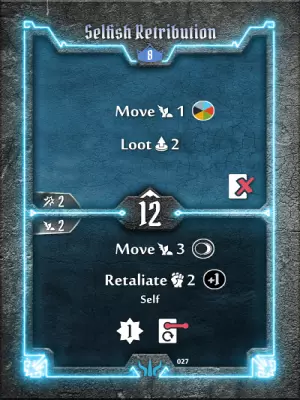 Selfish Retribution
8
Move 1
Loot 2
2
12
2
Move 3
Retaliate 2 +1
Self
1
027